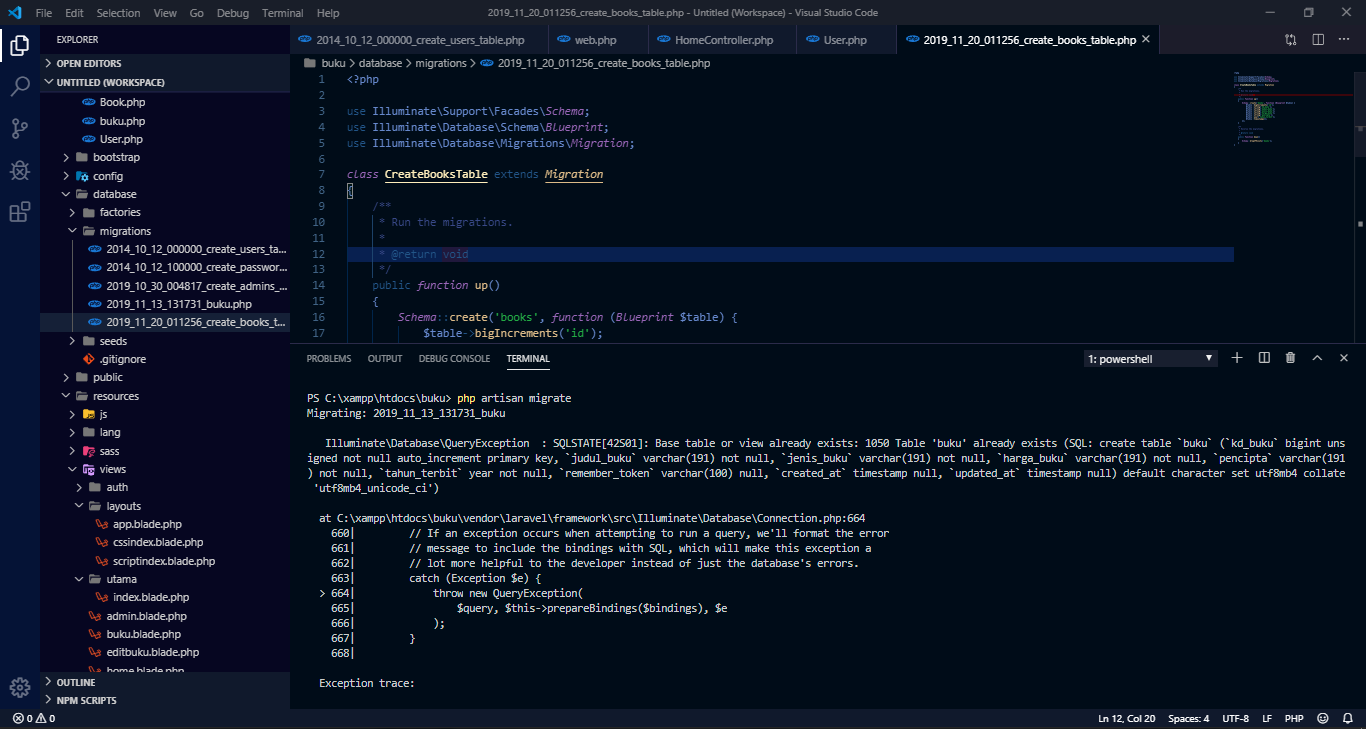 File Edit Selection View Go Debug Terminal Help 2019_11_20_011256_create_books_table.php - Untitled (Workspace) - Visual Studio Code
EXPLORER
OPEN EDITORS
UNTITLED (WORKSPACE)
Book.php
buku.php
User.php
bootstrap
config
database
factories
migrations
2014_10_12_000000_create_users_ta...
2014_10_12_100000_create_passwor...
2019_10_30_004817_create_admins_...
2019_11_13_131731_buku.php
2019_11_20_011256_create_books_t...
seeds
.gitignore
public
resources
js
lang
sass
views
auth
layouts
app.blade.php
cssindex.blade.php
scriptindex.blade.php
utama
index.blade.php
admin.blade.php
buku.blade.php
editbuku.blade.php
home.blade.php
OUTLINE
NPM SCRIPTS
2014_10_12_000000_create_users_table.php web.php HomeController.php User.php 2019_11_20_011256_create_books_table.php
buku > database > migrations > 2019_11_20_011256_create_books_table.php
1 <?php
2
3 use Illuminate\Support\Facades\Schema;
4 use Illuminate\Database\Schema\Blueprint;
5 use Illuminate\Database\Migrations\Migration;
6
7 class CreateBooksTable extends Migration
8 {
9 /**
10 * Run the migrations.
11 *
12 * @return void
13 */
14 public function up()
15 {
16 Schema::create('books', function (Blueprint $table) {
17 $table->bigIncrements('id');
PROBLEMS OUTPUT DEBUG CONSOLE TERMINAL 1: powershell
PS C:\xampp\htdocs\buku> php artisan migrate
Migrating: 2019_11_13_131731_buku
Illuminate\Database\QueryException : SQLSTATE[42S01]: Base table or view already exists: 1050 Table 'buku' already exists (SQL: create table `buku` (`kd_buku` bigint uns
igned not null auto_increment primary key, `judul_buku` varchar(191) not null, `jenis_buku` varchar(191) not null, `harga_buku` varchar(191) not null, `pencipta` varchar(191
) not null, `tahun_terbit` year not null, `remember_token` varchar(100) null, `created_at` timestamp null, `updated_at` timestamp null) default character set utf8mb4 collate
'utf8mb4_unicode_ci')
at C:\xampp\htdocs\buku\vendor\laravel\framework\src\Illuminate\Database\Connection.php:664
660| // If an exception occurs when attempting to run a query, we'll format the error
661| // message to include the bindings with SQL, which will make this exception a
662| // lot more helpful to the developer instead of just the database's errors.
663| catch (Exception $e) {
> 664| throw new QueryException(
665| $query, $this->prepareBindings($bindings), $e
666| );
667| }
668|
Exception trace:
0 0 Ln 12, Col 20 Spaces: 4 UTF-8 LF PHP